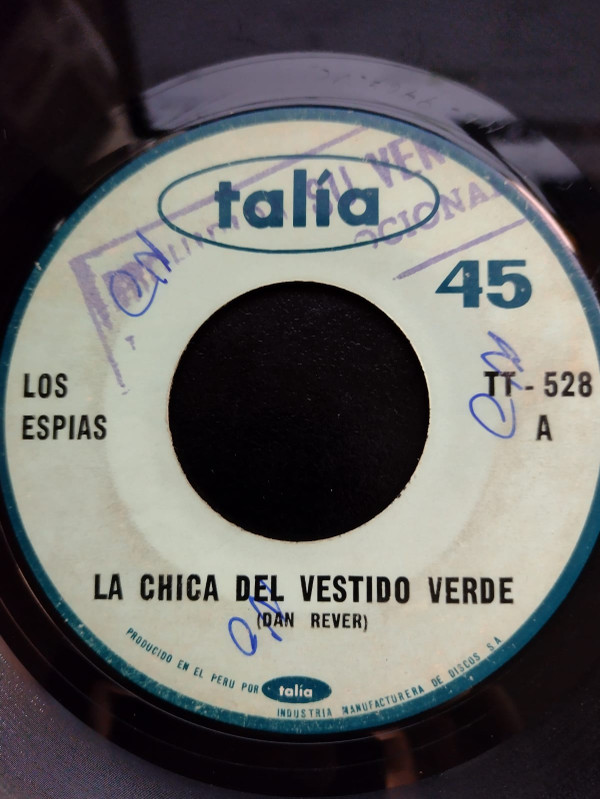 talía
45
LOS
ESPIAS
TT - 528
A
LA CHICA DEL VESTIDO VERDE
(DAN REVER)
PRODUCIDO EN EL PERU POR talía INDUSTRIA MANUFACTURERA DE DISCOS S A